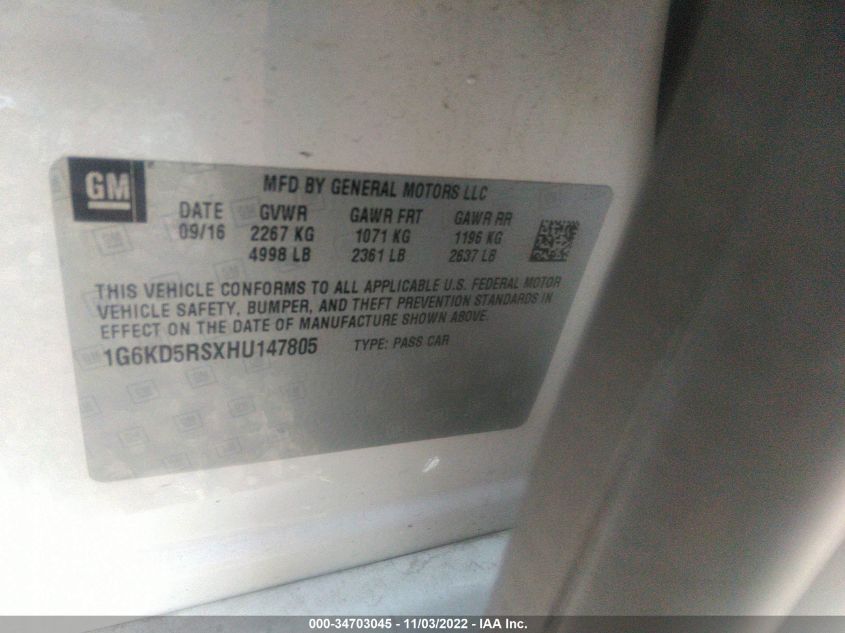 GM
MFD BY GENERAL MOTORS LLC
DATE GVWR GAWR FRT GAWR RR
09/16 2267 KG 1071 KG 1196 KG
4998 LB 2361 LB 2637 LB
THIS VEHICLE CONFORMS TO ALL APPLICABLE U.S. FEDERAL MOTOR
VEHICLE SAFETY, BUMPER, AND THEFT PREVENTION STANDARDS IN
EFFECT ON THE DATE OF MANUFACTURE SHOWN ABOVE.
1G6KD5RSXHU147805 TYPE: PASS CAR
000-34703045 - 11/03/2022 - IAA Inc.